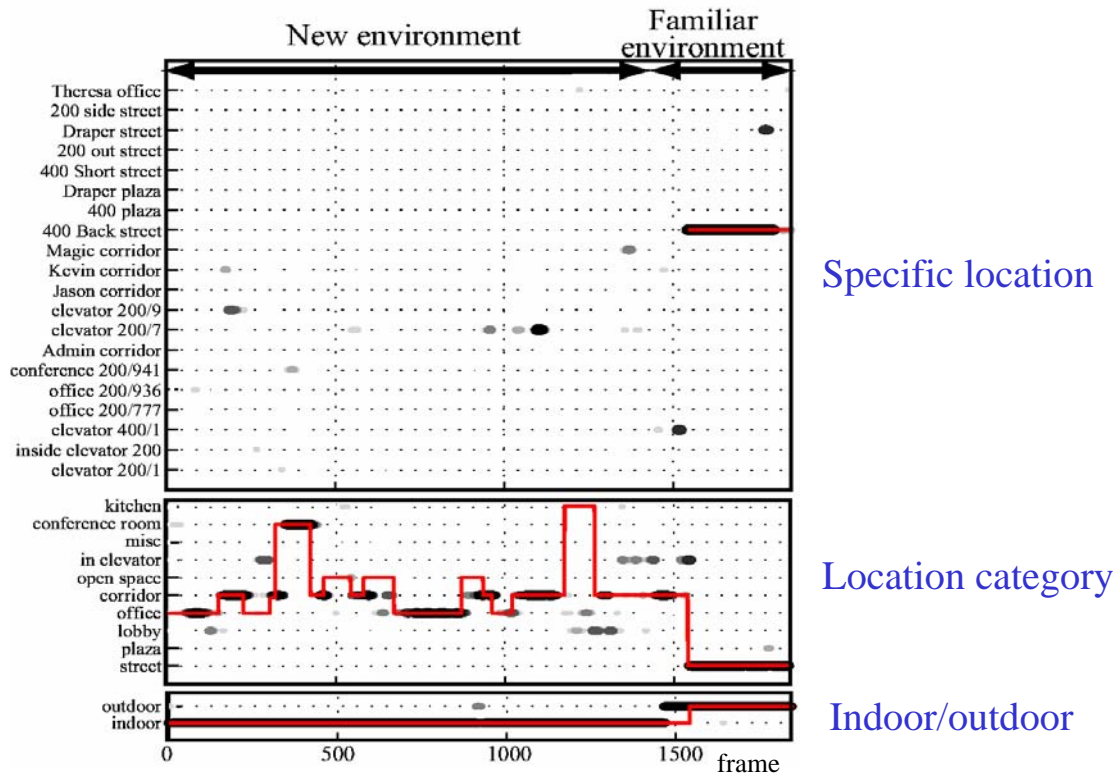 New environment
Familiar
environment
Theresa office
200 side street
Draper street
200 out street
400 Short street
Draper plaza
400 plaza
400 Back street
Magic corridor
Kevin corridor
Jason corridor
elevator 200/9
elevator 200/7
Admin corridor
conference 200/941
office 200/936
office 200/777
elevator 400/1
inside elevator 200
elevator 200/1
Specific location
kitchen
conference room
misc
in elevator
open space
corridor
office
lobby
plaza
street
Location category
outdoor
indoor
Indoor/outdoor
0 500 1000 1500 frame